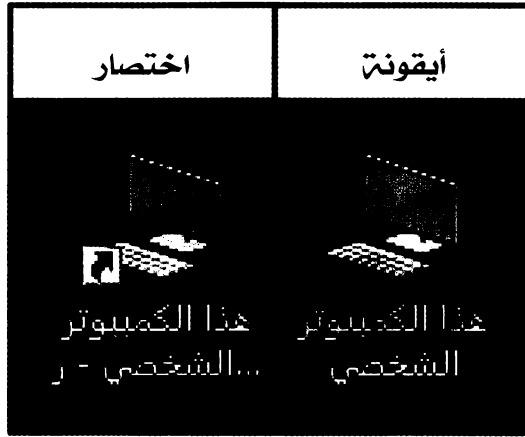 أيقونة
اختصار
هذا الكمبيوتر
الشخصي
هذا الكمبيوتر
الشخصي - ر...